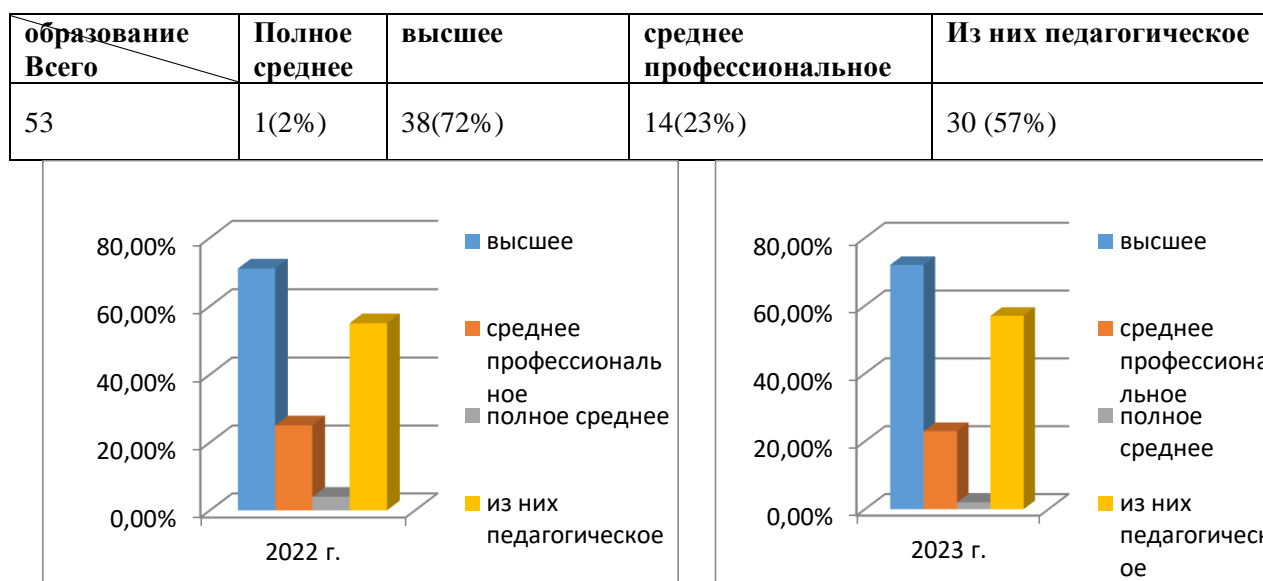 образование Всего
Полное среднее
высшее
среднее профессиональное
Из них педагогическое
53
1(2%)
38(72%)
14(23%)
30 (57%)
80,00%
60,00%
40,00%
20,00%
0,00%
2022 г.
высшее
среднее
профессиональ
ное
полное среднее
из них
педагогическое
80,00%
60,00%
40,00%
20,00%
0,00%
2023 г.
высшее
среднее
профессиона
льное
полное
среднее
из них
педагогическ
ое